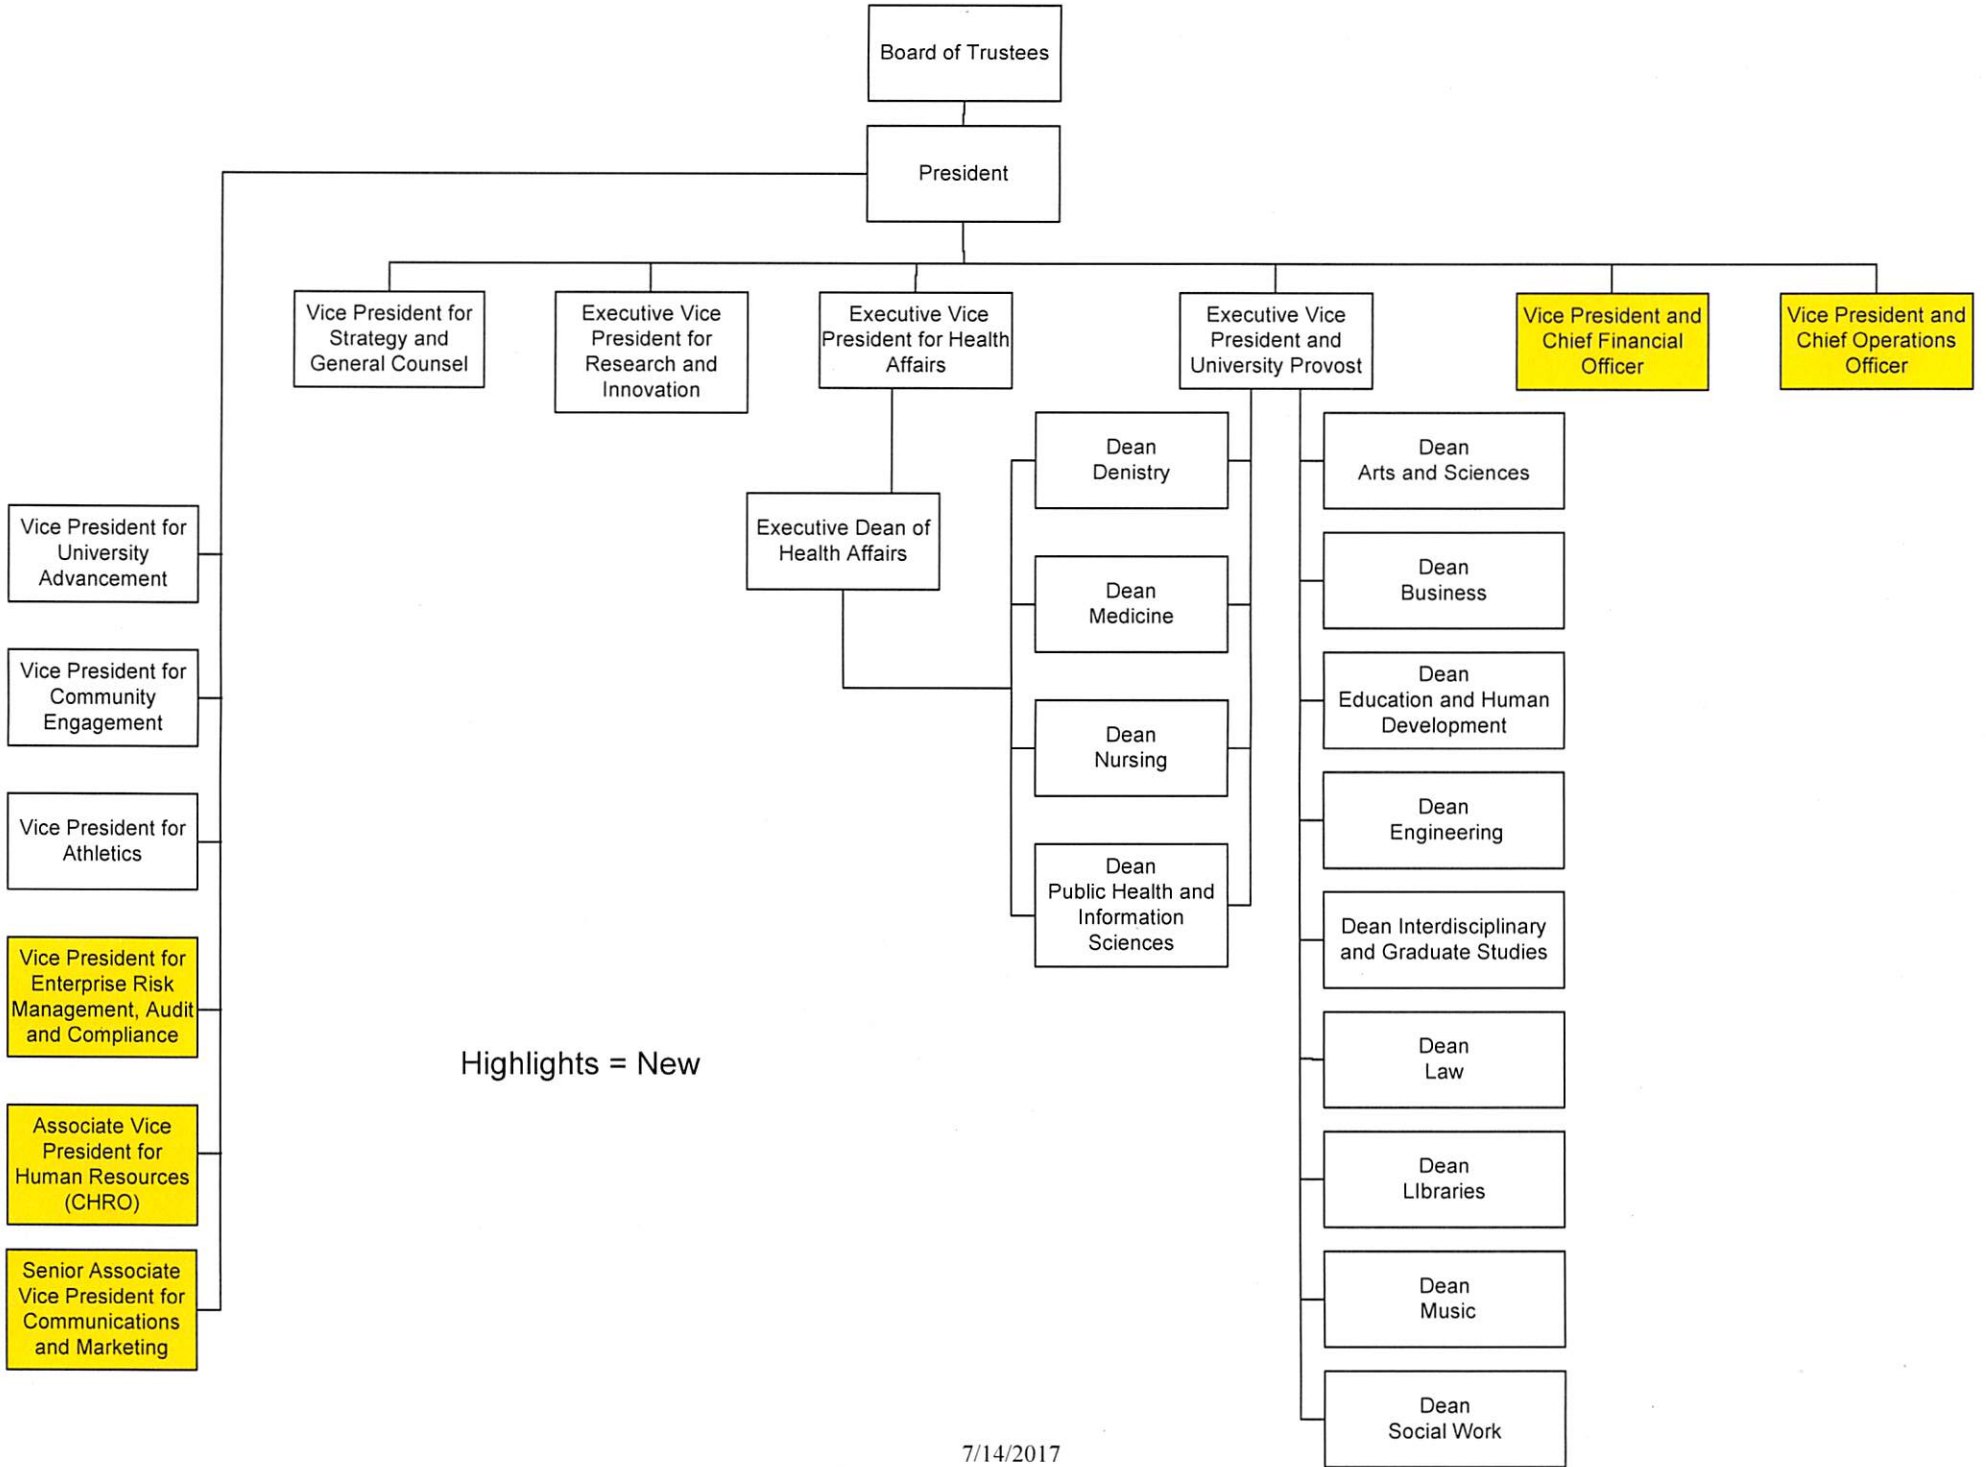 Board of Trustees
President
Vice President for
Strategy and
General Counsel
Executive Vice
President for
Research and
Innovation
Executive Vice
President for Health
Affairs
Executive Vice
President and
University Provost
Vice President and
Chief Financial
Officer
Vice President and
Chief Operations
Officer
Vice President for
University
Advancement
Vice President for
Community
Engagement
Vice President for
Athletics
Vice President for
Enterprise Risk
Management, Audit
and Compliance
Associate Vice
President for
Human Resources
(CHRO)
Senior Associate
Vice President for
Communications
and Marketing
Executive Dean of
Health Affairs
Dean
Denistry
Dean
Medicine
Dean
Nursing
Dean
Public Health and
Information
Sciences
Dean
Arts and Sciences
Dean
Business
Dean
Education and Human
Development
Dean
Engineering
Dean Interdisciplinary
and Graduate Studies
Dean
Law
Dean
LIbraries
Dean
Music
Dean
Social Work
Highlights = New
7/14/2017